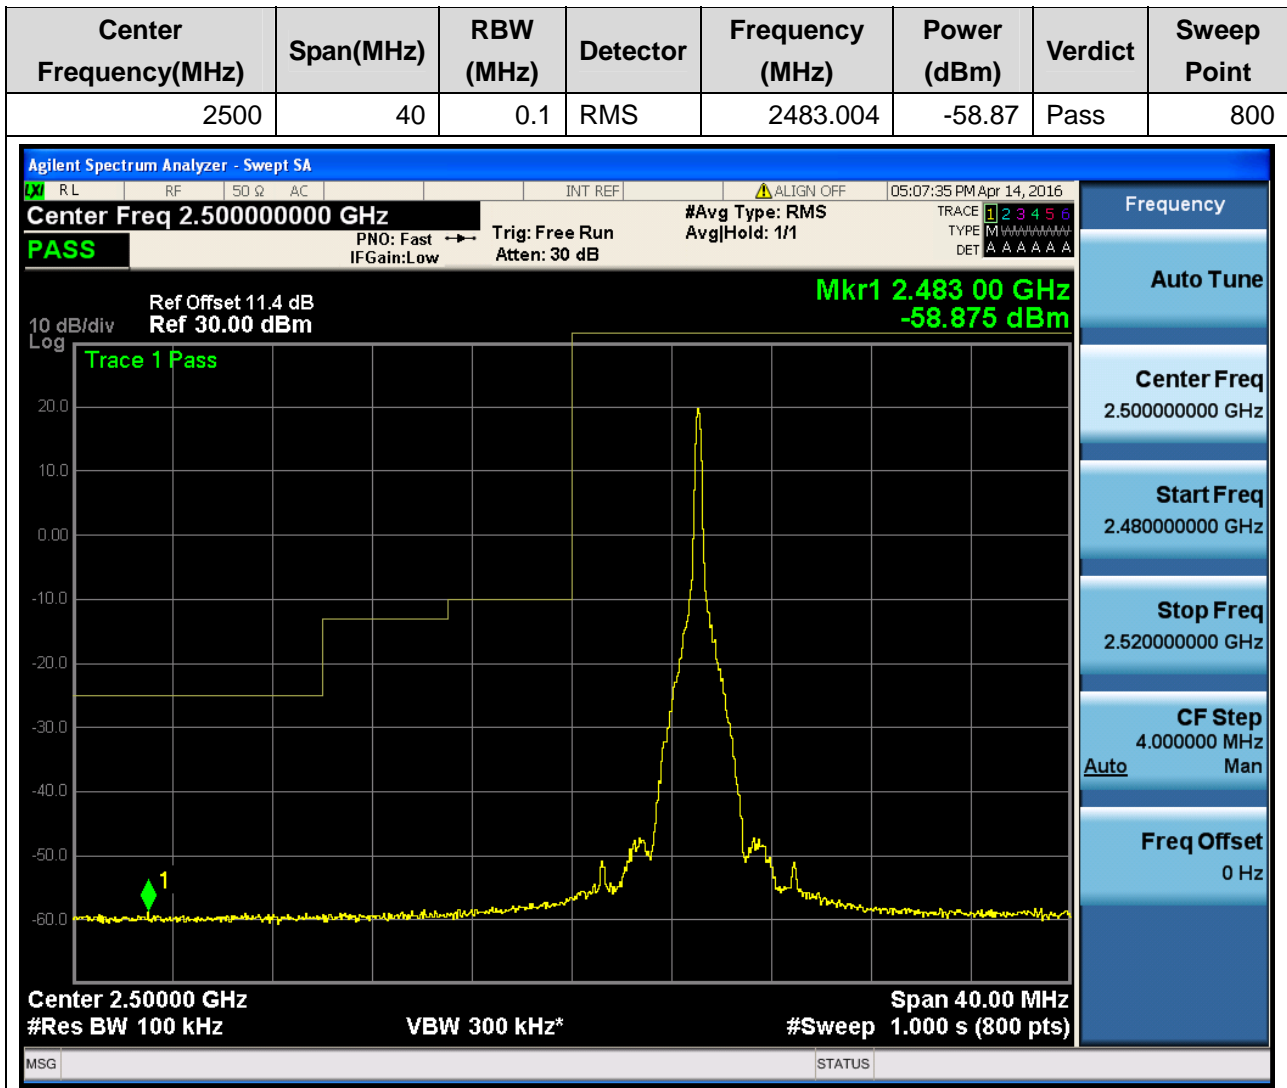 Center Frequency(MHz) Span(MHz) RBW (MHz) Detector Frequency (MHz) Power (dBm) Verdict Sweep Point
2500 40 0.1 RMS 2483.004 -58.87 Pass 800
Agilent Spectrum Analyzer - Swept SA
LXI RL RF 50 Ω AC INT REF ALIGN OFF 05:07:35 PM Apr 14, 2016
Center Freq 2.500000000 GHz
PASS
PNO: Fast
IFGain:Low
Trig: Free Run
Atten: 30 dB
#Avg Type: RMS
Avg|Hold: 1/1
TRACE 1 2 3 4 5 6
TYPE M
DET A A A A A A
Ref Offset 11.4 dB
10 dB/div Ref 30.00 dBm
Log
Mkr1 2.483 00 GHz
-58.875 dBm
Trace 1 Pass
20.0
10.0
0.00
-10.0
-20.0
-30.0
-40.0
-50.0
-60.0
1
Center 2.50000 GHz Span 40.00 MHz
#Res BW 100 kHz VBW 300 kHz* #Sweep 1.000 s (800 pts)
MSG STATUS
Frequency
Auto Tune
Center Freq
2.500000000 GHz
Start Freq
2.480000000 GHz
Stop Freq
2.520000000 GHz
CF Step
4.000000 MHz
Auto Man
Freq Offset
0 Hz